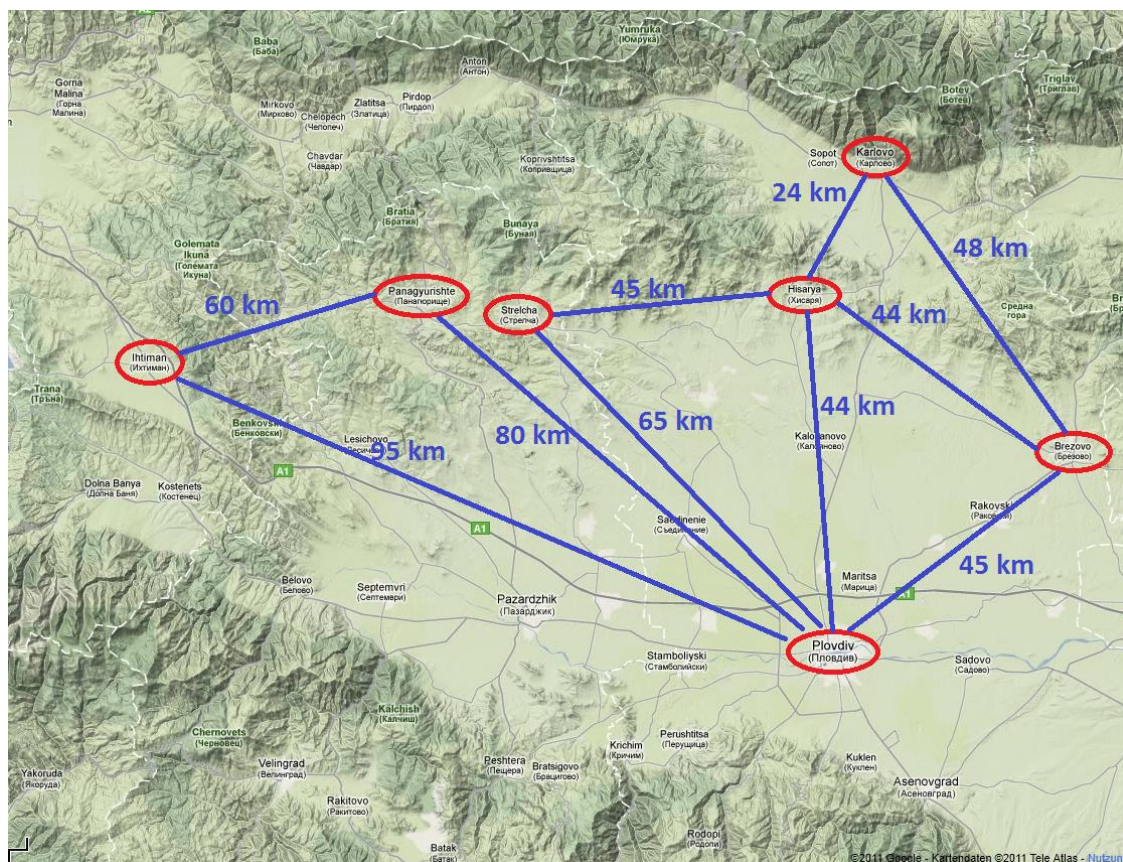 Yumruka
(Юмрука)
Baba
(Баба)
Anton
(Антон)
Gorna
Malina
(Горна
Малина)
Mirkovo
(Мирково)
Zlatitsa
(Златица)
Pirdop
(Пирдоп)
Chelopech
(Челопеч)
Botev
(Ботев)
Triglav
(Триглав)
Chavdar
(Чавдар)
Koprivshtitsa
(Копривщица)
Sopot
(Сопот)
Karlovo
(Карлово)
24 km
Bratia
(Братия)
Bunaya
(Буная)
48 km
Golemata
Ikuna
(Големата
Икуна)
60 km
Panagyurishte
(Панагюрище)
Strelcha
(Стрелча)
45 km
Hisarya
(Хисаря)
44 km
Средна
гора
Ihtiman
(Ихтиман)
Trana
(Тръна)
Benkovski
(Бенковски)
Lesichovo
95 km
80 km
65 km
44 km
Kaloyanovo
(Калояново)
Brezovo
(Брезово)
A1
Dolna Banya
(Долна Баня)
Kostenets
(Костенец)
A1
Saedinenie
(Съединение)
Rakovski
(Раковски)
45 km
Belovo
(Белово)
Septemvri
(Септември)
Pazardzhik
(Пазарджик)
Maritsa
(Марица)
A1
Stamboliyski
(Стамболийски)
Plovdiv
(Пловдив)
Sadovo
(Садово)
Kalchish
(Калчиш)
Chernovets
(Черновец)
Velingrad
(Велинград)
Peshtera
(Пещера)
Bratsigovo
(Брацигово)
Krichim
(Кричим)
Perushtitsa
(Перущица)
Kuklen
(Куклен)
Asenovgrad
(Асеновград)
Yakoruda
(Якоруда)
Rakitovo
(Ракитово)
Batak
(Батак)
Rodopi
(Родопи)
©2011 Google - Kartendaten ©2011 Tele Atlas - Nutzun